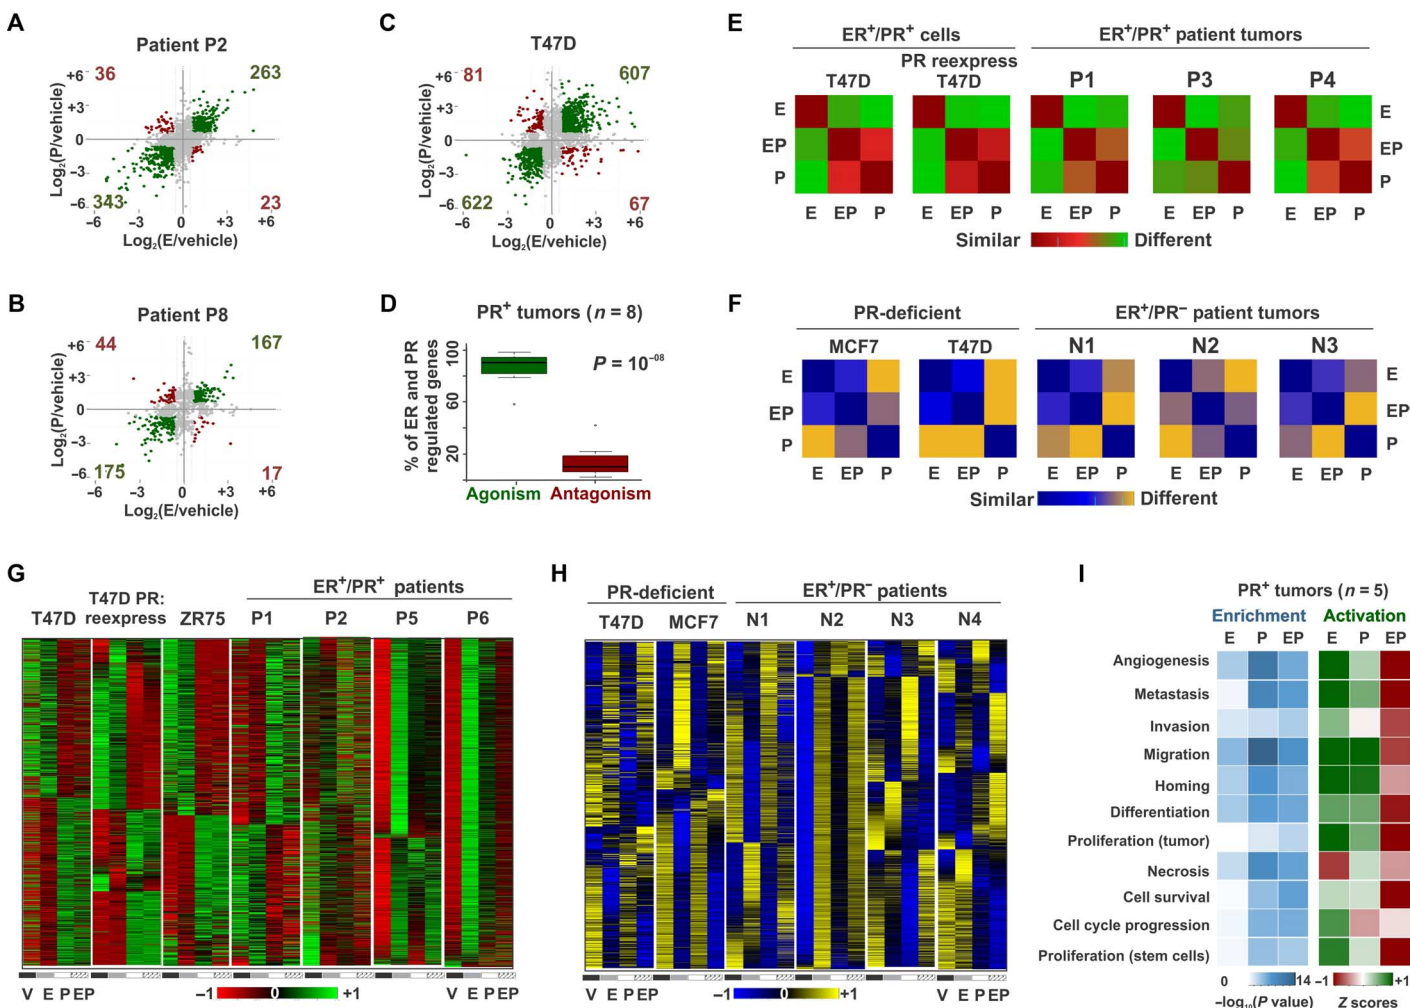 A
Patient P2
Log2(P/vehicle)
+6
+3
0
−3
−6
36
263
343
23
−6 −3 0 +3 +6
Log2(E/vehicle)
B
Patient P8
Log2(P/vehicle)
+6
+3
0
−3
−6
44
167
175
17
−6 −3 0 +3 +6
Log2(E/vehicle)
C
T47D
Log2(P/vehicle)
+6
+3
0
−3
−6
81
607
622
67
−6 −3 0 +3 +6
Log2(E/vehicle)
D
PR+ tumors (n = 8)
% of ER and PR
regulated genes
100
60
20
P = 10−08
Agonism Antagonism
E
ER+/PR+ cells
ER+/PR+ patient tumors
PR reexpress
T47D T47D P1 P3 P4
E
EP
P
E
EP
P
E EP P E EP P E EP P E EP P E EP P
Similar Different
F
PR-deficient
ER+/PR− patient tumors
MCF7 T47D N1 N2 N3
E
EP
P
E
EP
P
E EP P E EP P E EP P E EP P E EP P
Similar Different
G
ER+/PR+ patients
T47D PR:
T47D reexpress ZR75 P1 P2 P5 P6
V E P EP
−1 0 +1
V E P EP
H
PR-deficient ER+/PR− patients
T47D MCF7 N1 N2 N3 N4
V E P EP
−1 0 +1
V E P EP
I
PR+ tumors (n = 5)
Enrichment Activation
E P EP E P EP
Angiogenesis
Metastasis
Invasion
Migration
Homing
Differentiation
Proliferation (tumor)
Necrosis
Cell survival
Cell cycle progression
Proliferation (stem cells)
0 14 −1 +1
−log10(P value) Z scores